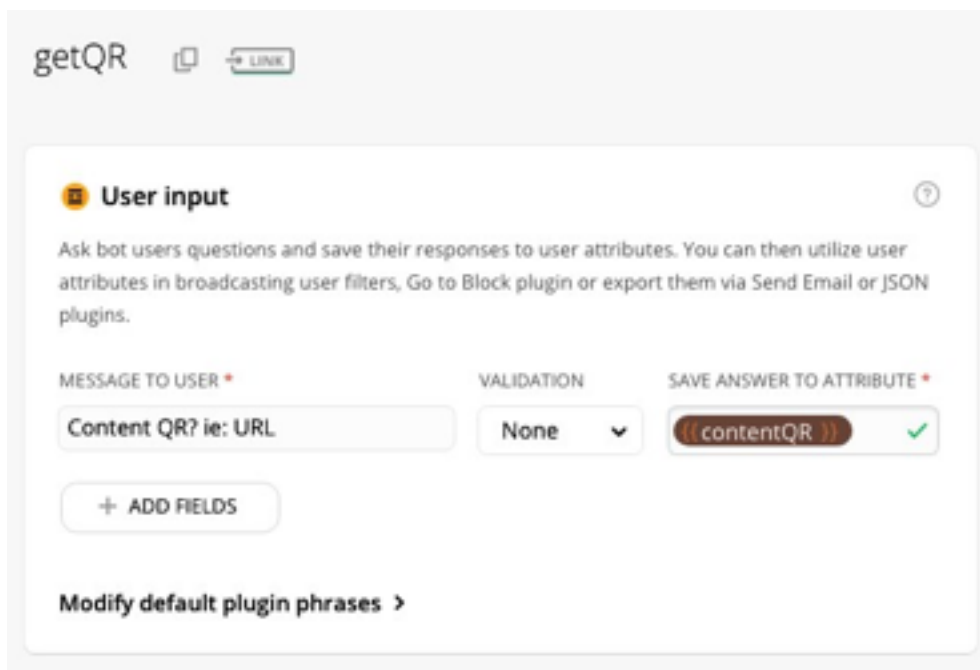 getQR LINK
User input
Ask bot users questions and save their responses to user attributes. You can then utilize user
attributes in broadcasting user filters, Go to Block plugin or export them via Send Email or JSON
plugins.
MESSAGE TO USER * VALIDATION SAVE ANSWER TO ATTRIBUTE *
Content QR? ie: URL None {{contentQR }}
+ ADD FIELDS
Modify default plugin phrases >